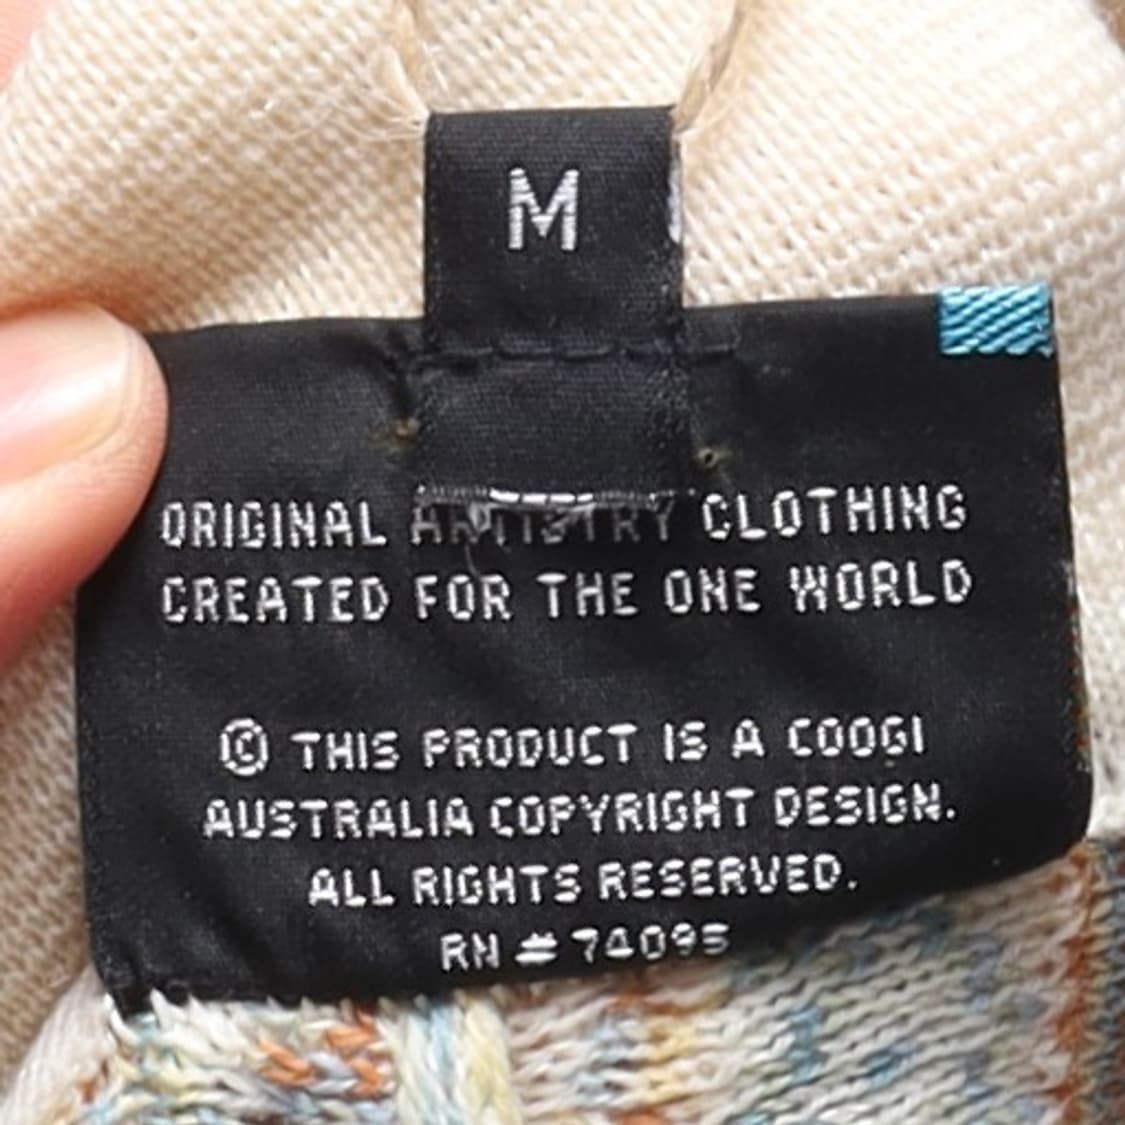 M
ORIGINAL ARTISTRY CLOTHING
CREATED FOR THE ONE WORLD
© THIS PRODUCT IS A COOGI
AUSTRALIA COPYRIGHT DESIGN.
ALL RIGHTS RESERVED.
RN # 74095